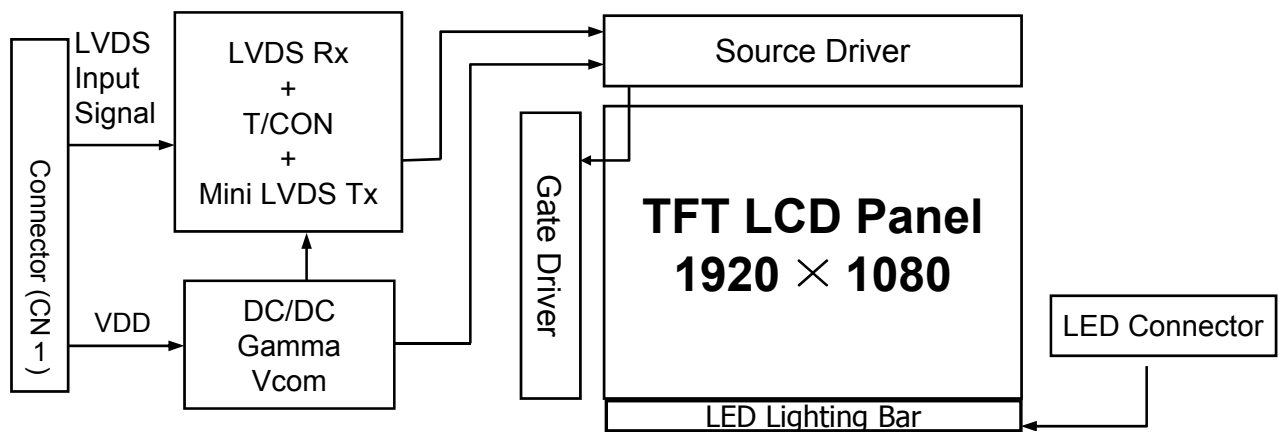 LVDS
Input
Signal
Connector (CN1)
VDD
LVDS Rx
+
T/CON
+
Mini LVDS Tx
DC/DC
Gamma
Vcom
Source Driver
Gate Driver
TFT LCD Panel
1920 × 1080
LED Lighting Bar
LED Connector